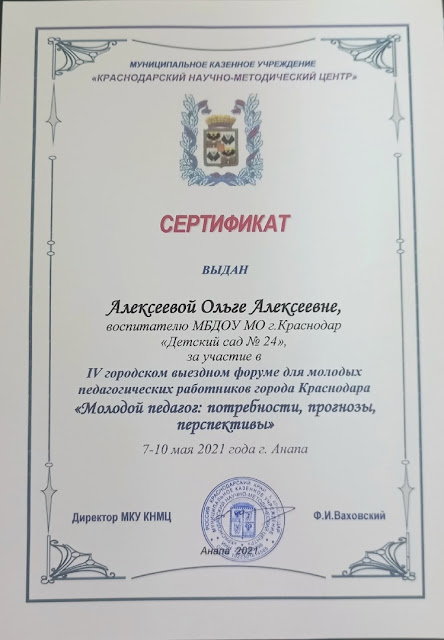 МУНИЦИПАЛЬНОЕ КАЗЕННОЕ УЧРЕЖДЕНИЕ
«КРАСНОДАРСКИЙ НАУЧНО-МЕТОДИЧЕСКИЙ ЦЕНТР»
СЕРТИФИКАТ
ВЫДАН
Алексеевой Ольге Алексеевне,
воспитателю МБДОУ МО г.Краснодар
«Детский сад № 24»,
за участие в
IV городском выездном форуме для молодых
педагогических работников города Краснодара
«Молодой педагог: потребности, прогнозы,
перспективы»
7-10 мая 2021 года г. Анапа
Директор МКУ КНМЦ
Ф.И.Ваховский
Анапа 2021